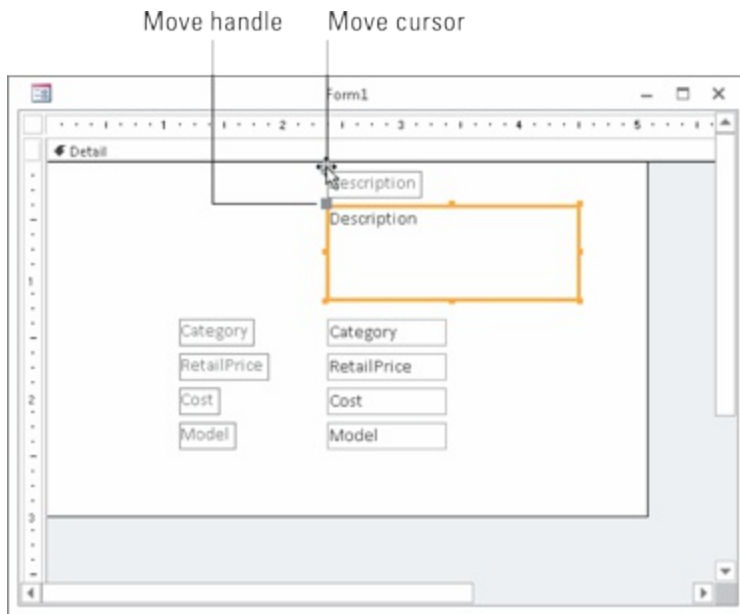 Move handle Move cursor
Form1
1 2 3 4 5
Detail
Description
Description
1
Category Category
RetailPrice RetailPrice
2
Cost Cost
Model Model
3